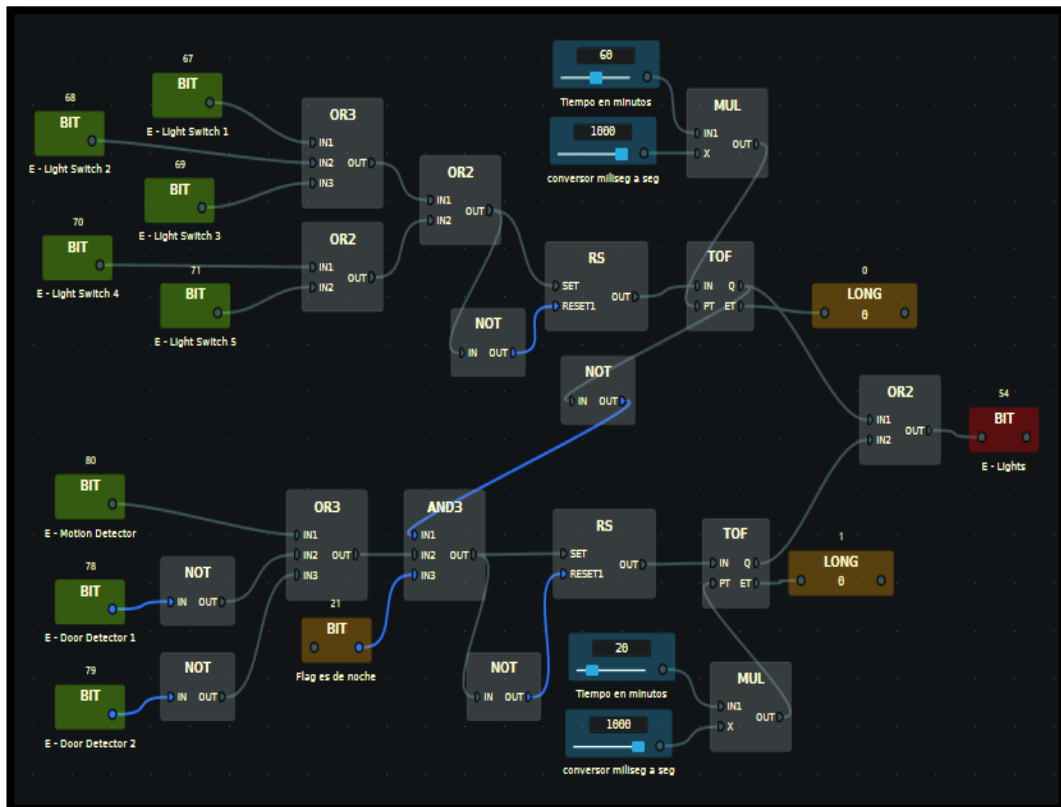 67
BIT
E - Light Switch 1
68
BIT
E - Light Switch 2
69
BIT
E - Light Switch 3
70
BIT
E - Light Switch 4
71
BIT
E - Light Switch 5
OR3
IN1
IN2 OUT
IN3
OR2
IN1
IN2
OUT
OR2
IN1
IN2
OUT
60
Tiempo en minutos
1000
conversor miliseg a seg
MUL
IN1
X
OUT
NOT
IN OUT
RS
SET
RESET1
OUT
TOF
IN Q
PT ET
0
LONG
0
NOT
IN OUT
OR2
IN1
IN2
OUT
54
BIT
E - Lights
80
BIT
E - Motion Detector
78
BIT
E - Door Detector 1
79
BIT
E - Door Detector 2
NOT
IN OUT
NOT
IN OUT
OR3
IN1
IN2 OUT
IN3
AND3
IN1
IN2 OUT
IN3
21
BIT
Flag es de noche
NOT
IN OUT
RS
SET
RESET1
OUT
TOF
IN Q
PT ET
1
LONG
0
20
Tiempo en minutos
1000
conversor miliseg a seg
MUL
IN1
X
OUT